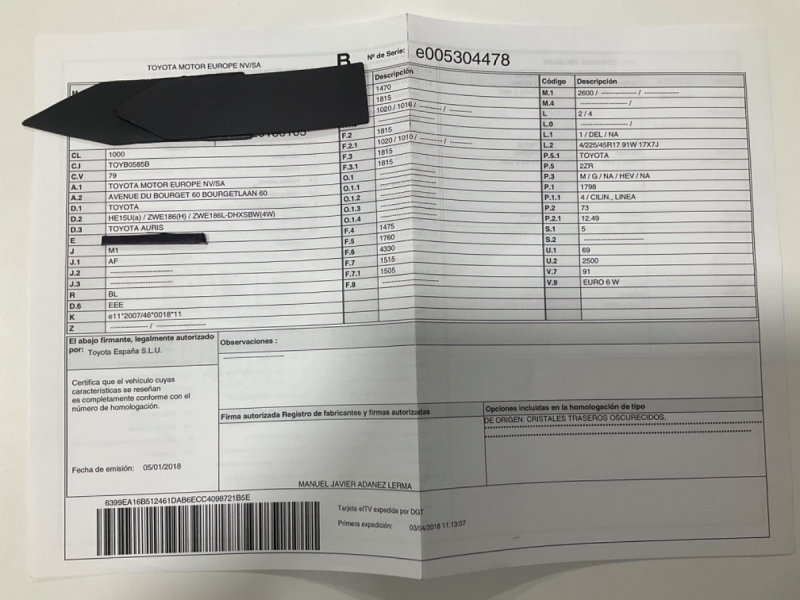 TOYOTA MOTOR EUROPE NV/SA
B
Nº de Serie: e005304478
CL 1000
C.I TOYB0585B
C.V 79
A.1 TOYOTA MOTOR EUROPE NV/SA
A.2 AVENUE DU BOURGET 60 BOURGETLAAN 60
D.1 TOYOTA
D.2 HE15U(a) / ZWE186(H) / ZWE186L-DHXSBW(4W)
D.3 TOYOTA AURIS
E
J M1
J.1 AF
J.2 ------------------------
J.3 ------------------------
R BL
D.6 EEE
K e11*2007/46*0018*11
Z --------------- / ---------------
Descripción
1470
1815
1020 / 1010 / ---------- / ----------
------------------------
F.2 1815
F.2.1 1020 / 1010 / ---------- / ----------
F.3 1815
F.3.1 1815
O.1 ------------------------
O.1.1 ------------------------
O.1.2 ------------------------
O.1.3 ------------------------
O.1.4 ------------------------
F.4 1475
F.5 1760
F.6 4330
F.7 1515
F.7.1 1505
F.8 ------------------------
Código Descripción
M.1 2600 / --------------- / ---------------
M.4 --------------- /
L 2 / 4
L.0 --------------- /
L.1 1 / DEL / NA
L.2 4/225/45R17 91W 17X7J
P.5.1 TOYOTA
P.5 2ZR
P.3 M / G / NA / HEV / NA
P.1 1798
P.1.1 4 / CILIN., LINEA
P.2 73
P.2.1 12.49
S.1 5
S.2 ------------------------
U.1 69
U.2 2500
V.7 91
V.9 EURO 6 W
El abajo firmante, legalmente autorizado
por: Toyota España S.L.U.
Certifica que el vehículo cuyas
características se reseñan
es completamente conforme con el
número de homologación.
Fecha de emisión: 05/01/2018
Observaciones :
------------------------
Firma autorizada Registro de fabricantes y firmas autorizadas
MANUEL JAVIER ADANEZ LERMA
Opciones incluidas en la homologación de tipo
DE ORIGEN: CRISTALES TRASEROS OSCURECIDOS.
6399EA16B512461DAB6ECC4098721B5E
Tarjeta eITV expedida por DGT
Primera expedición: 03/04/2018 11:13:07